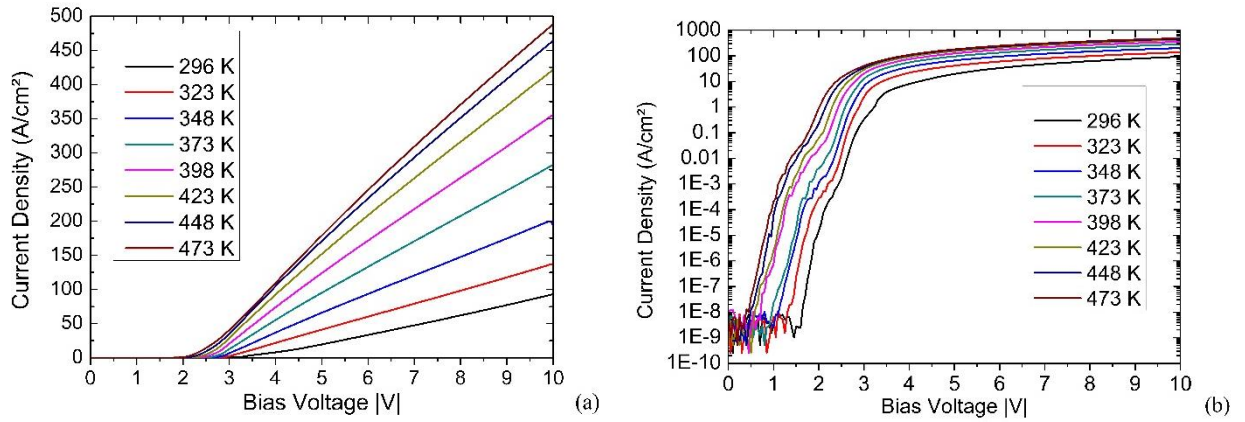 500
450
400
350
300
250
200
150
100
50
0
Current Density (A/cm²)
296 K
323 K
348 K
373 K
398 K
423 K
448 K
473 K
0 1 2 3 4 5 6 7 8 9 10
Bias Voltage |V|
(a)
1000
100
10
1
0.1
0.01
1E-3
1E-4
1E-5
1E-6
1E-7
1E-8
1E-9
1E-10
Current Density (A/cm²)
296 K
323 K
348 K
373 K
398 K
423 K
448 K
473 K
0 1 2 3 4 5 6 7 8 9 10
Bias Voltage |V|
(b)